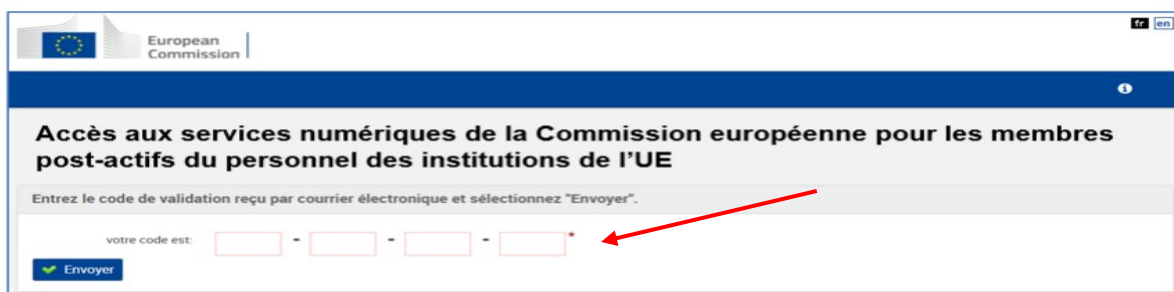 fr en
European
Commission
Accès aux services numériques de la Commission européenne pour les membres
post-actifs du personnel des institutions de l'UE
Entrez le code de validation reçu par courrier électronique et sélectionnez "Envoyer".
votre code est: - - - *
Envoyer